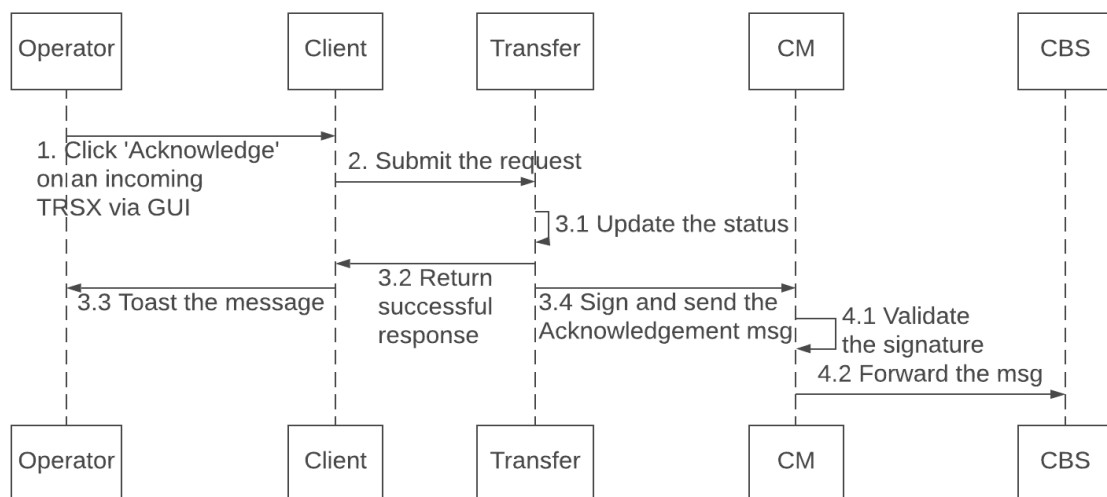 Operator
Client
Transfer
CM
CBS
1. Click 'Acknowledge'
on an incoming
TRSX via GUI
2. Submit the request
3.1 Update the status
3.2 Return
successful
response
3.3 Toast the message
3.4 Sign and send the
Acknowledgement msg
4.1 Validate
the signature
4.2 Forward the msg
Operator
Client
Transfer
CM
CBS